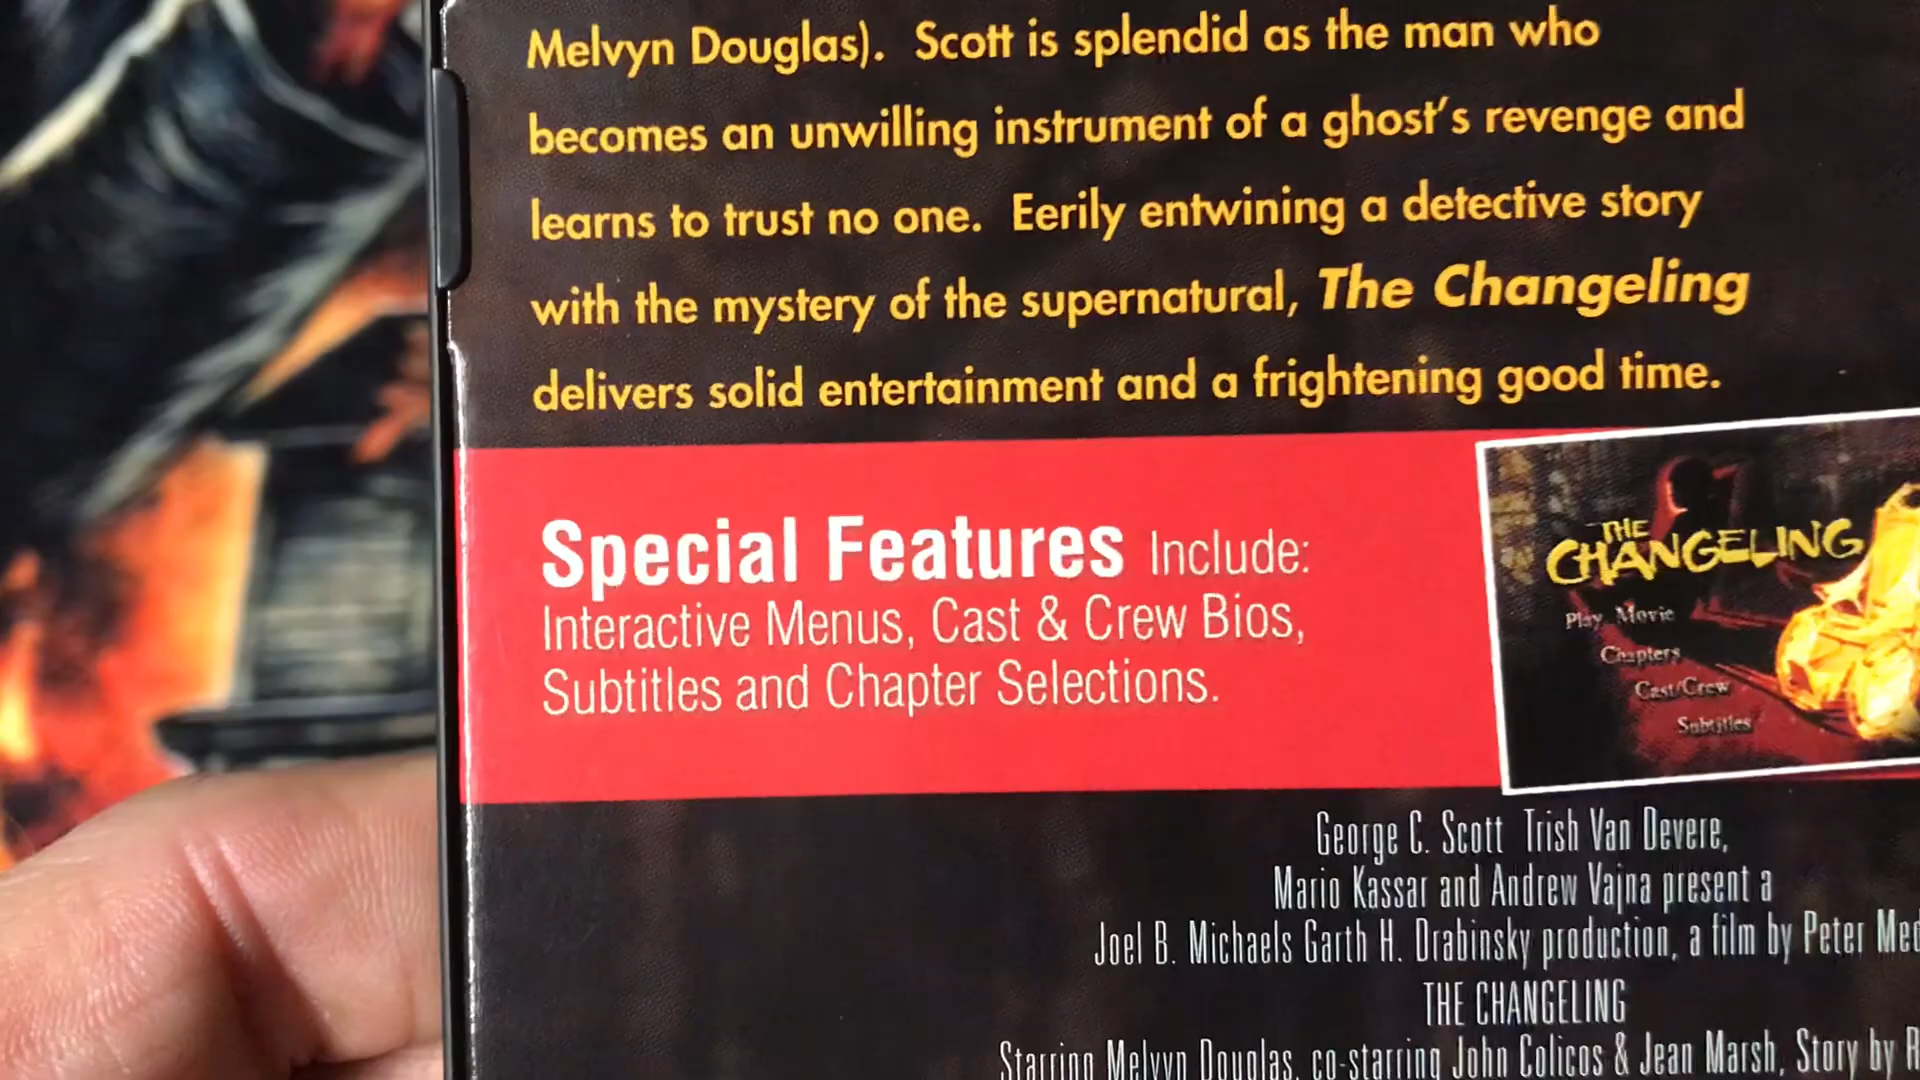 Melvyn Douglas). Scott is splendid as the man who
becomes an unwilling instrument of a ghost's revenge and
learns to trust no one. Eerily entwining a detective story
with the mystery of the supernatural, The Changeling
delivers solid entertainment and a frightening good time.
Special Features Include:
Interactive Menus, Cast & Crew Bios,
Subtitles and Chapter Selections.
THE
CHANGELING
Play Movie
Chapters
Cast/Crew
Subtitles
George C. Scott Trish Van Devere,
Mario Kassar and Andrew Vajna present a
Joel B. Michaels Garth H. Drabinsky production, a film by Peter
THE CHANGELING
Starring Melvyn Douglas, co-starring John Colicos & Jean Marsh, Story by